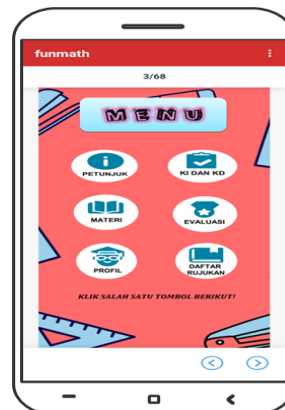 funmath
3/68
MENU
PETUNJUK
KI DAN KD
MATERI
EVALUASI
PROFIL
DAFTAR
RUJUKAN
KLIK SALAH SATU TOMBOL BERIKUT!